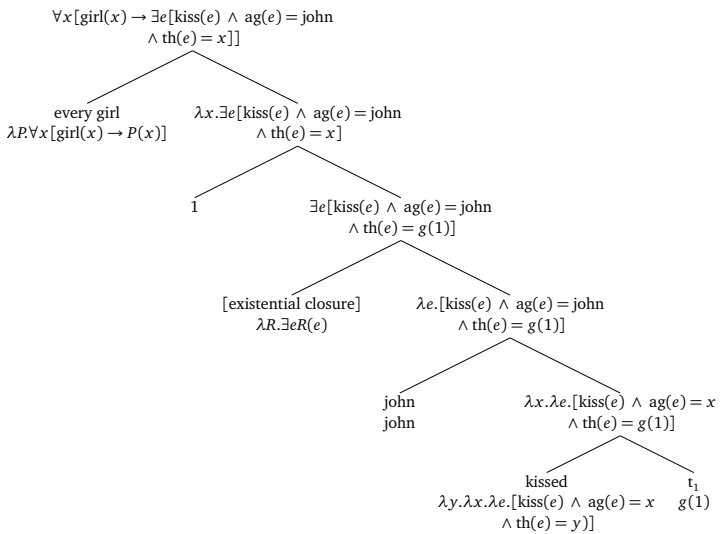 ∀x[girl(x) → ∃e[kiss(e) ∧ ag(e) = john
∧ th(e) = x]]
every girl
λP.∀x[girl(x) → P(x)]
λx.∃e[kiss(e) ∧ ag(e) = john
∧ th(e) = x]
1
∃e[kiss(e) ∧ ag(e) = john
∧ th(e) = g(1)]
[existential closure]
λR.∃eR(e)
λe.[kiss(e) ∧ ag(e) = john
∧ th(e) = g(1)]
john
john
λx.λe.[kiss(e) ∧ ag(e) = x
∧ th(e) = g(1)]
kissed
λy.λx.λe.[kiss(e) ∧ ag(e) = x
∧ th(e) = y)]
t₁
g(1)